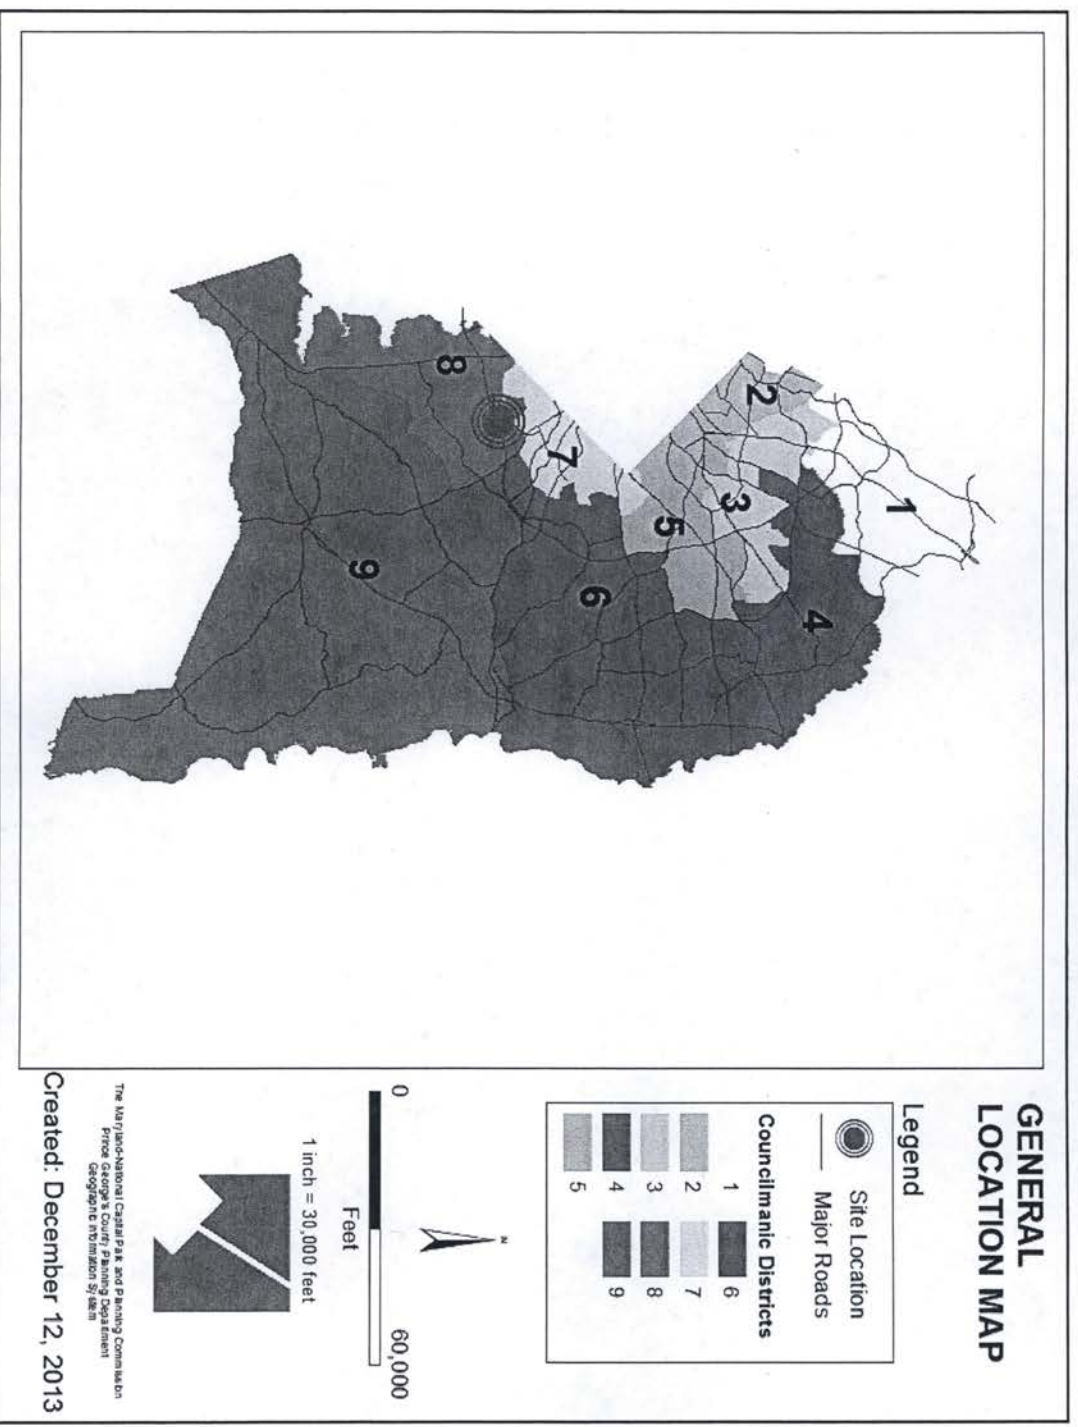 GENERAL
LOCATION MAP
Legend
Site Location
Major Roads
Councilmanic Districts
1
2
3
4
5
6
7
8
9
N
0
60,000
Feet
1 inch = 30,000 feet
The Maryland-National Capital Park and Planning Commission
Prince George's County Planning Department
Geographic Information System
Created: December 12, 2013
1
2
3
4
5
6
7
8
9